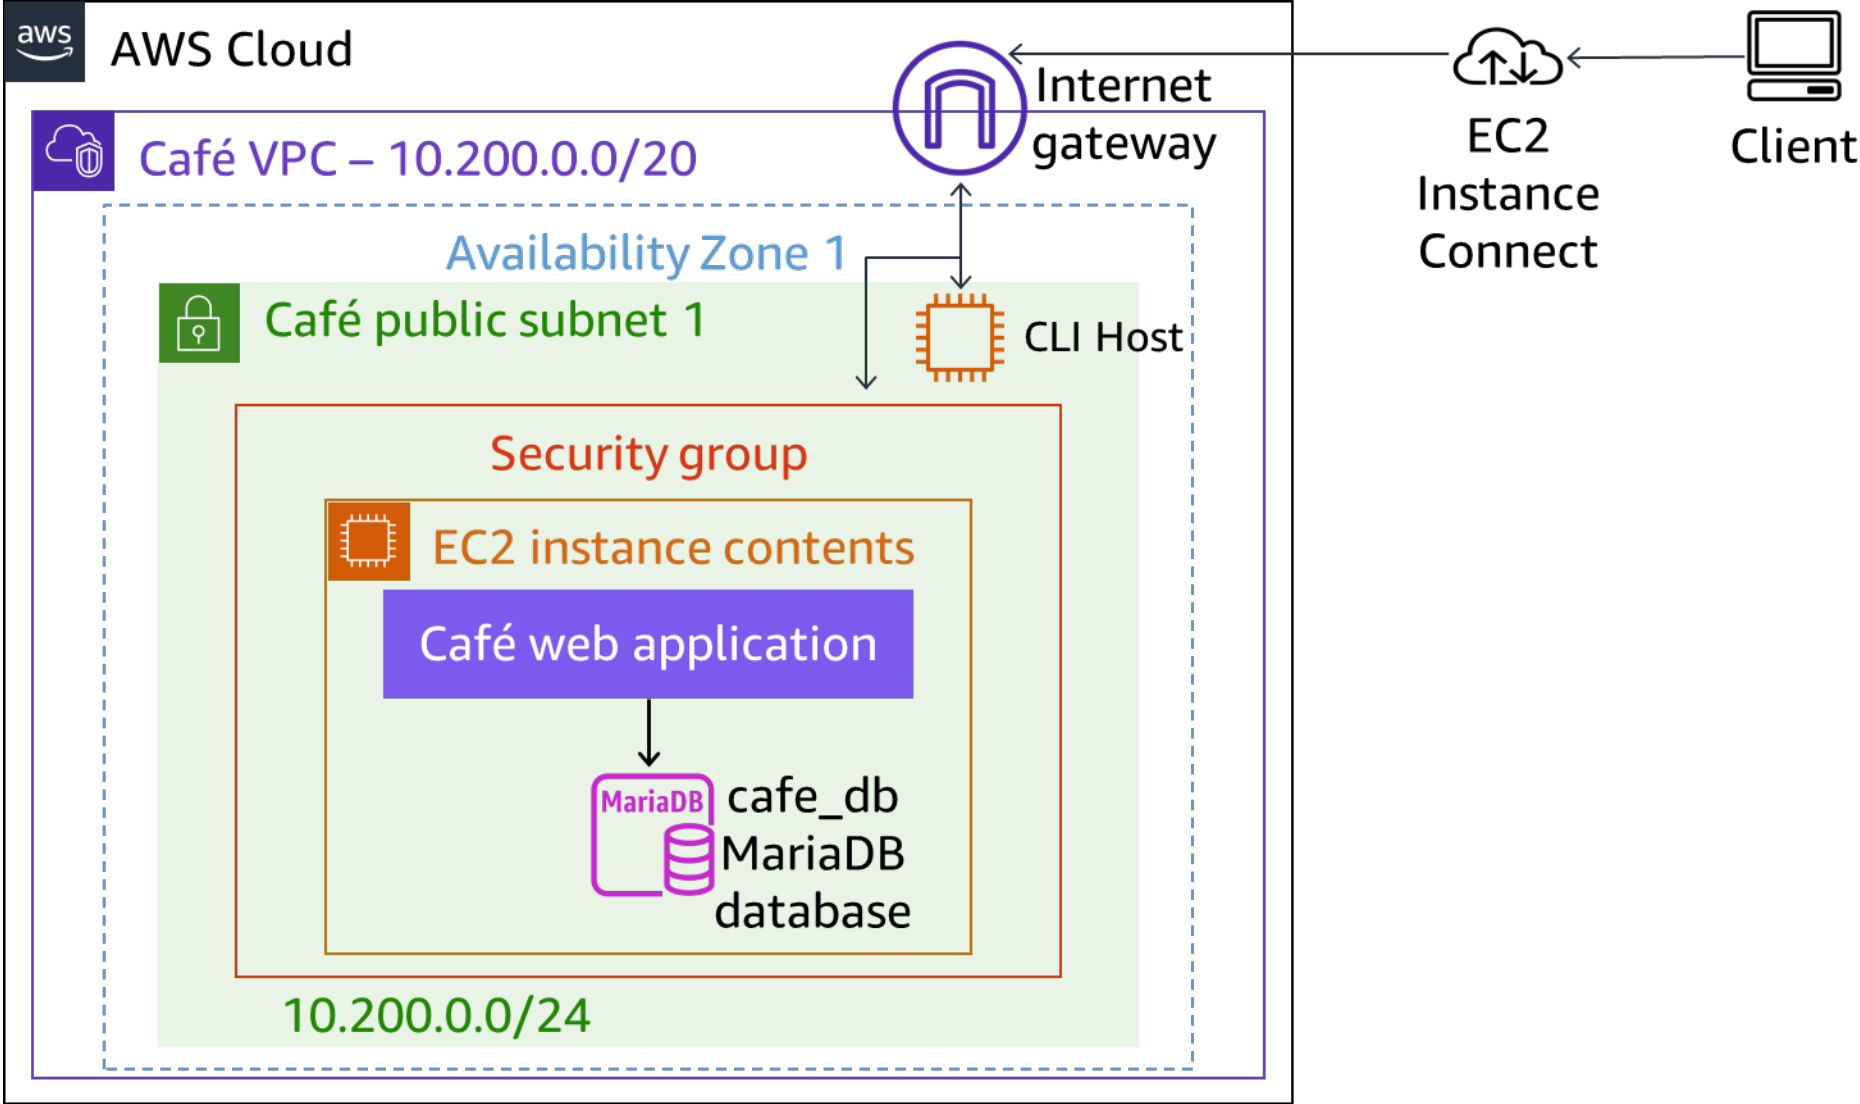 aws
AWS Cloud
Internet
gateway
EC2
Instance
Connect
Client
Café VPC – 10.200.0.0/20
Availability Zone 1
Café public subnet 1
CLI Host
Security group
EC2 instance contents
Café web application
MariaDB
cafe_db
MariaDB
database
10.200.0.0/24